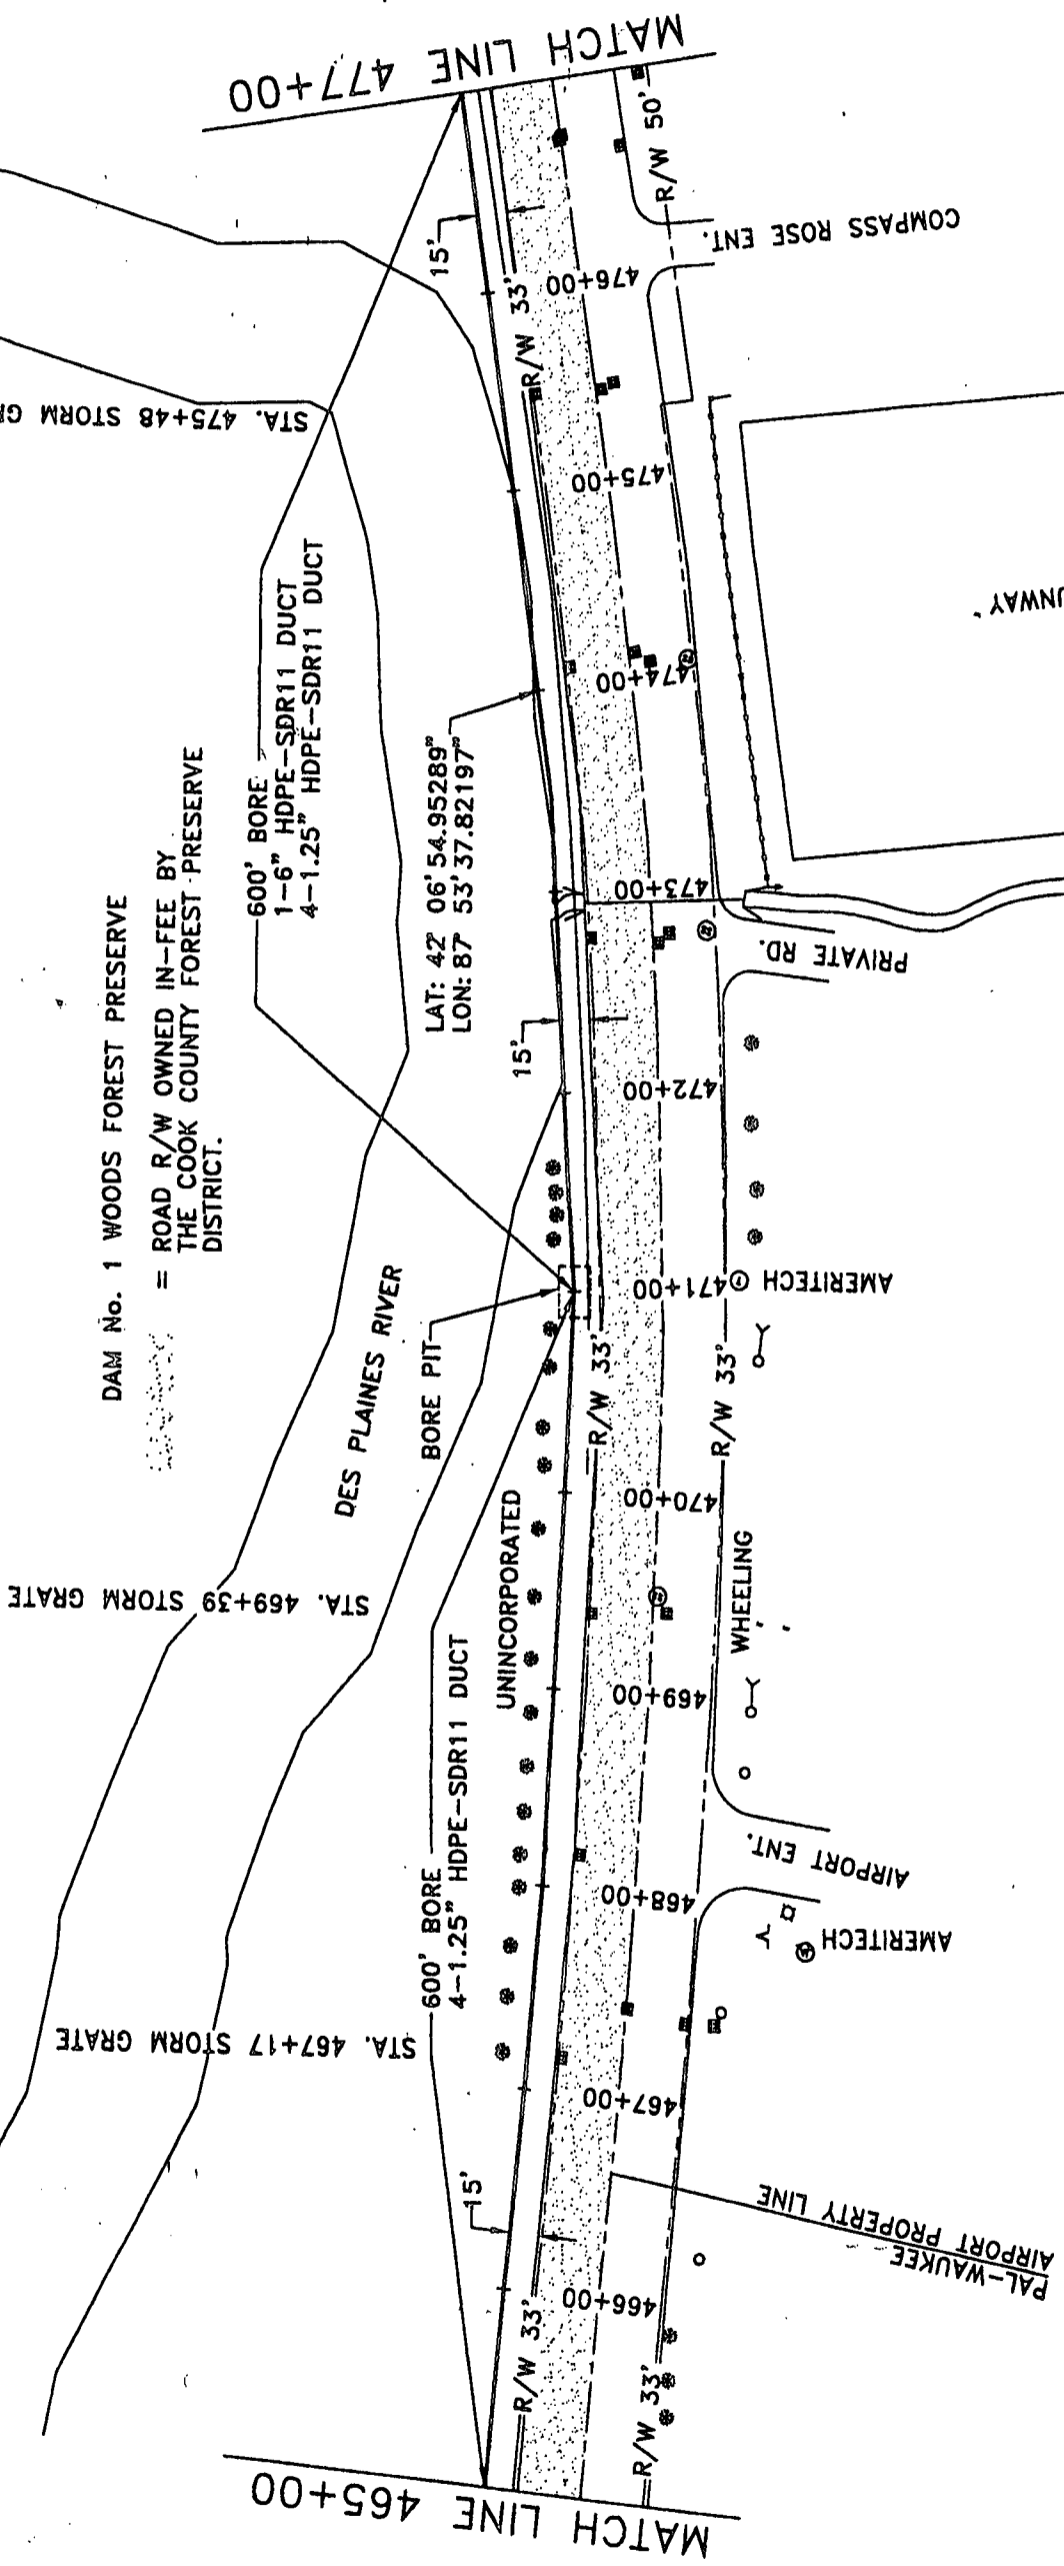 MATCH LINE 477+00
R/W 50'
COMPASS ROSE ENT.
15'
R/W 33'
476+00
STA. 475+48 STORM
475+00
600' BORE
1-6" HDPE-SDR11 DUCT
4-1.25" HDPE-SDR11 DUCT
474+00
LAT: 42° 06' 54.95289"
LON: 87° 53' 37.82197"
DAM No. 1 WOODS FOREST PRESERVE
= ROAD R/W OWNED IN-FEE BY
THE COOK COUNTY FOREST PRESERVE
DISTRICT.
473+00
PRIVATE RD.
15'
472+00
DES PLAINES RIVER
BORE PIT
471+00
AMERITECH
R/W 33'
R/W 33'
470+00
UNINCORPORATED
WHEELING
STA. 469+39 STORM GRATE
469+00
600' BORE
4-1.25" HDPE-SDR11 DUCT
AIRPORT ENT.
468+00
AMERITECH
STA. 467+17 STORM GRATE
467+00
15'
PAL-WAUKEE
AIRPORT PROPERTY LINE
466+00
R/W 33'
R/W 33'
MATCH LINE 465+00